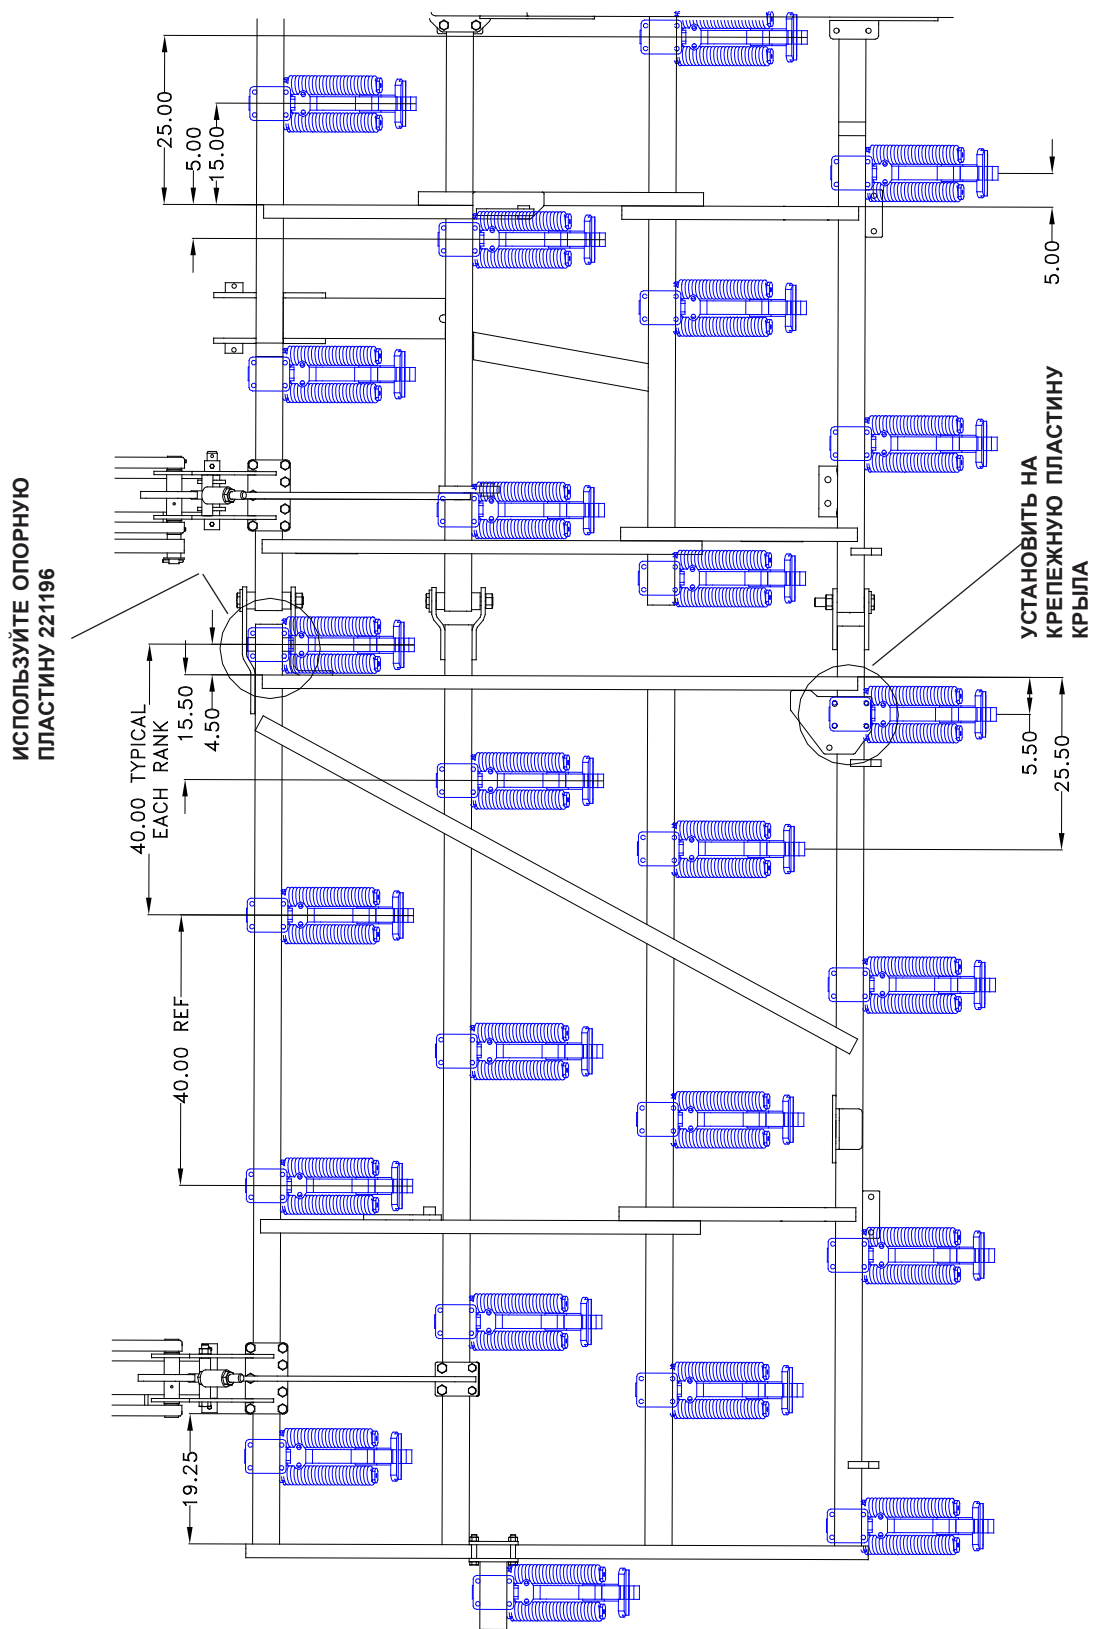 25.00
5.00
15.00
5.00
ИСПОЛЬЗУЙТЕ ОПОРНУЮ
ПЛАСТИНУ 221196
УСТАНОВИТЬ НА
КРЕПЕЖНУЮ ПЛАСТИНУ
КРЫЛА
40.00 TYPICAL
EACH RANK
15.50
4.50
5.50
25.50
40.00 REF
19.25